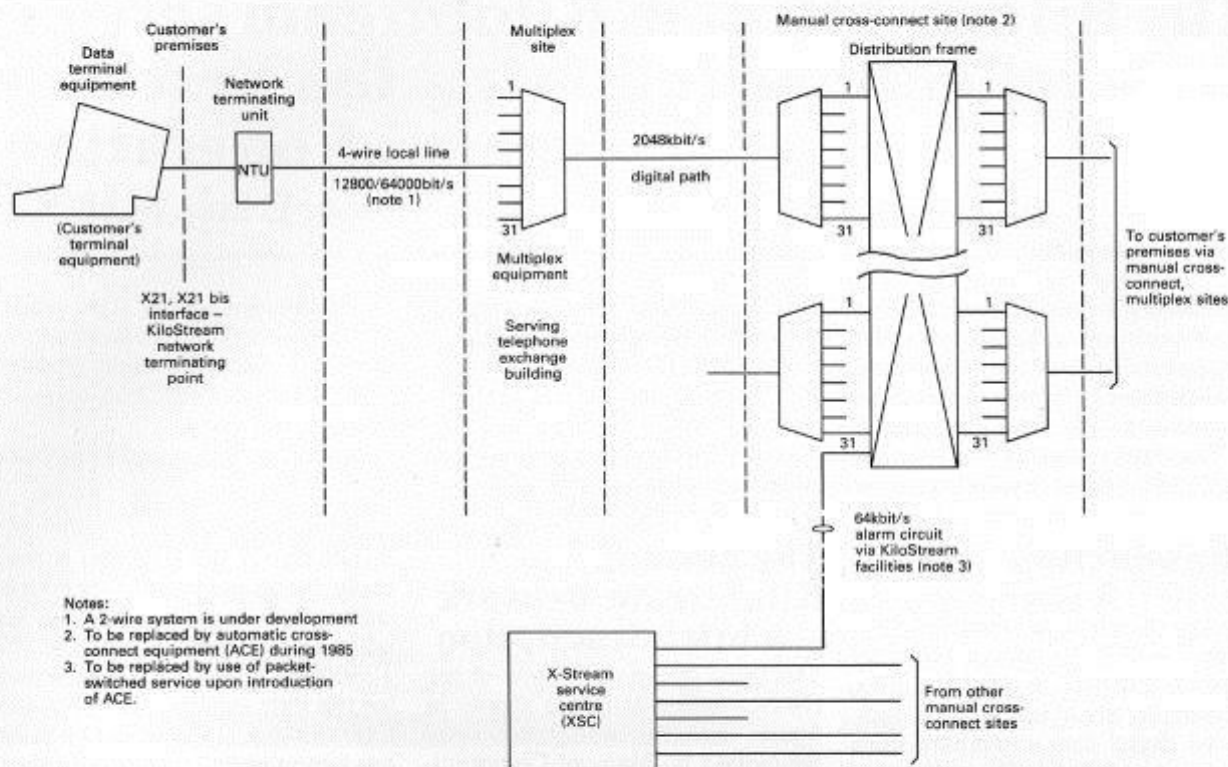 Customer's
premises
Data
terminal
equipment
Network
terminating
unit
NTU
(Customer's
terminal
equipment)
X21, X21 bis
interface –
KiloStream
network
terminating
point
4-wire local line
12800/64000bit/s
(note 1)
Multiplex
site
1
31
Multiplex
equipment
Serving
telephone
exchange
building
2048kbit/s
digital path
Manual cross-connect site (note 2)
Distribution frame
1
1
31
31
1
1
31
31
To customer's
premises via
manual cross-
connect,
multiplex sites
64kbit/s
alarm circuit
via KiloStream
facilities (note 3)
Notes:
1. A 2-wire system is under development
2. To be replaced by automatic cross-
connect equipment (ACE) during 1985
3. To be replaced by use of packet-
switched service upon introduction
of ACE.
X-Stream
service
centre
(XSC)
From other
manual cross-
connect sites